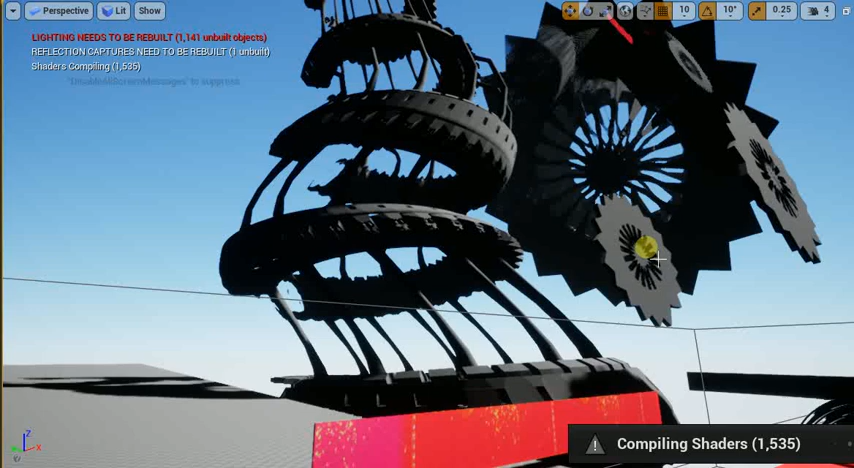 Perspective Lit Show 10 10° 0.25 4
LIGHTING NEEDS TO BE REBUILT (1,141 unbuilt objects)
REFLECTION CAPTURES NEED TO BE REBUILT (1 unbuilt)
Shaders Compiling (1,535)
'DisableAllScreenMessages' to suppress
Z
X
Compiling Shaders (1,535)